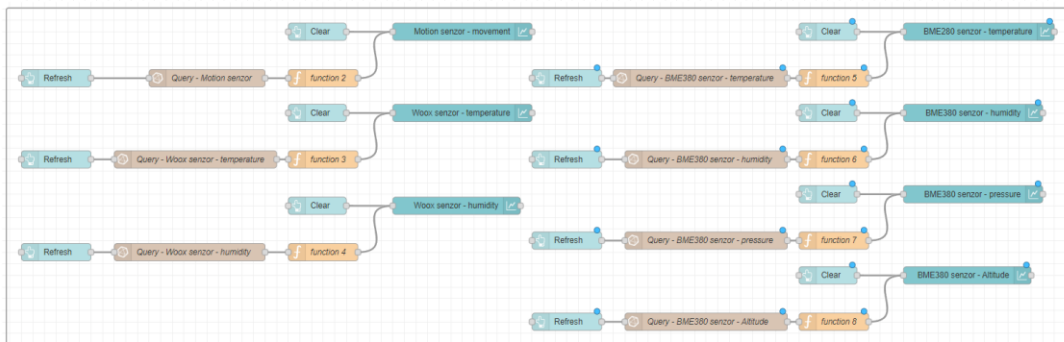 Clear
Motion senzor - movement
Refresh
Query - Motion senzor
function 2
Clear
Woox senzor - temperature
Refresh
Query - Woox senzor - temperature
function 3
Clear
Woox senzor - humidity
Refresh
Query - Woox senzor - humidity
function 4
Clear
BME280 senzor - temperature
Refresh
Query - BME380 senzor - temperature
function 5
Clear
BME380 senzor - humidity
Refresh
Query - BME380 senzor - humidity
function 6
Clear
BME380 senzor - pressure
Refresh
Query - BME380 senzor - pressure
function 7
Clear
BME380 senzor - Altitude
Refresh
Query - BME380 senzor - Altitude
function 8